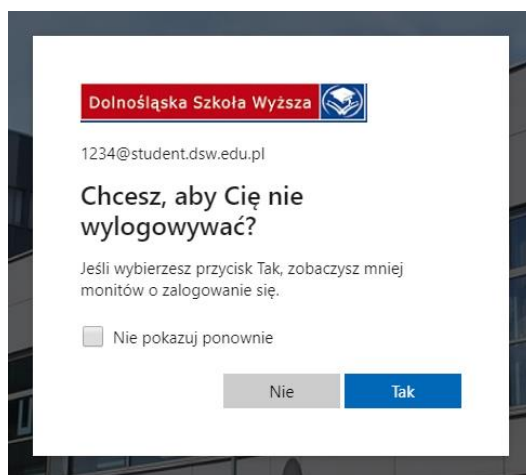 Dolnośląska Szkoła Wyższa
1234@student.dsw.edu.pl
Chcesz, aby Cię nie
wylogowywać?
Jeśli wybierzesz przycisk Tak, zobaczysz mniej
monitów o zalogowanie się.
Nie pokazuj ponownie
Nie Tak